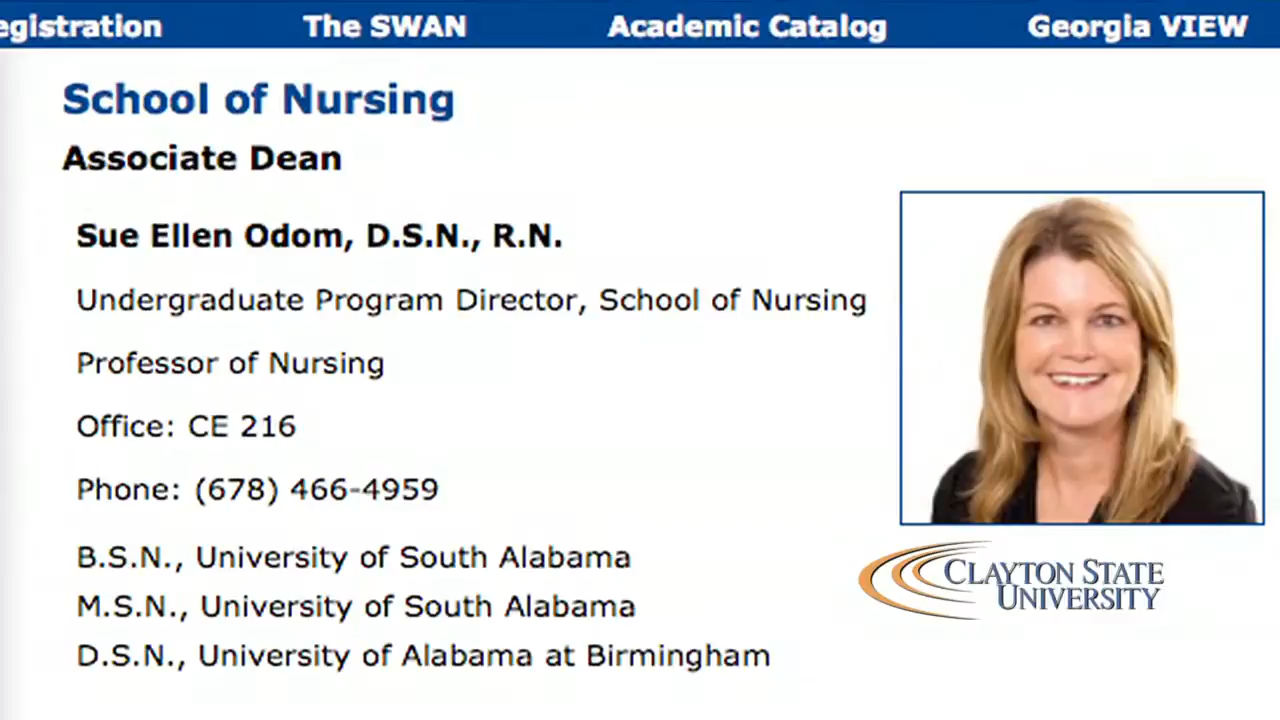 egistration The SWAN Academic Catalog Georgia VIEW
School of Nursing
Associate Dean
Sue Ellen Odom, D.S.N., R.N.
Undergraduate Program Director, School of Nursing
Professor of Nursing
Office: CE 216
Phone: (678) 466-4959
B.S.N., University of South Alabama
M.S.N., University of South Alabama
D.S.N., University of Alabama at Birmingham
CLAYTON STATE
UNIVERSITY